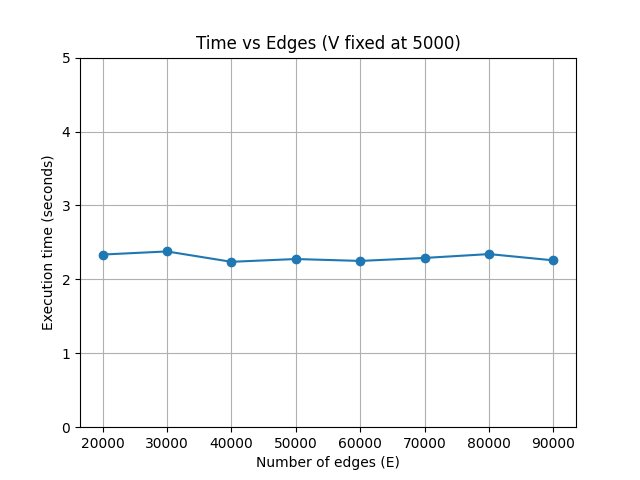 Time vs Edges (V fixed at 5000)
5
4
3
2
1
0
Execution time (seconds)
20000 30000 40000 50000 60000 70000 80000 90000
Number of edges (E)